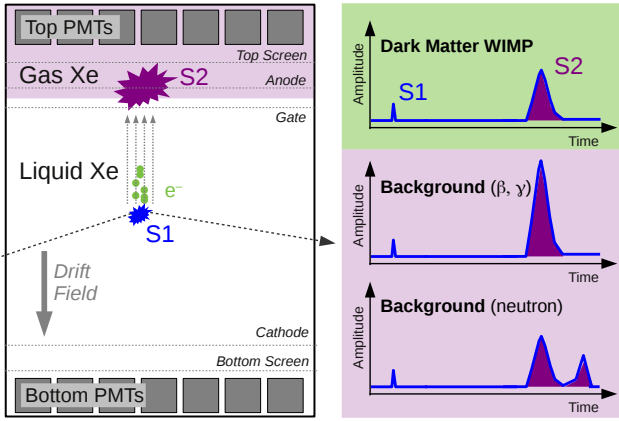 Top PMTs
Top Screen
Gas Xe
S2
Anode
Gate
Liquid Xe
e⁻
S1
Drift
Field
Cathode
Bottom Screen
Bottom PMTs
Dark Matter WIMP
Amplitude
S1
S2
Time
Background (β, γ)
Amplitude
Time
Background (neutron)
Amplitude
Time